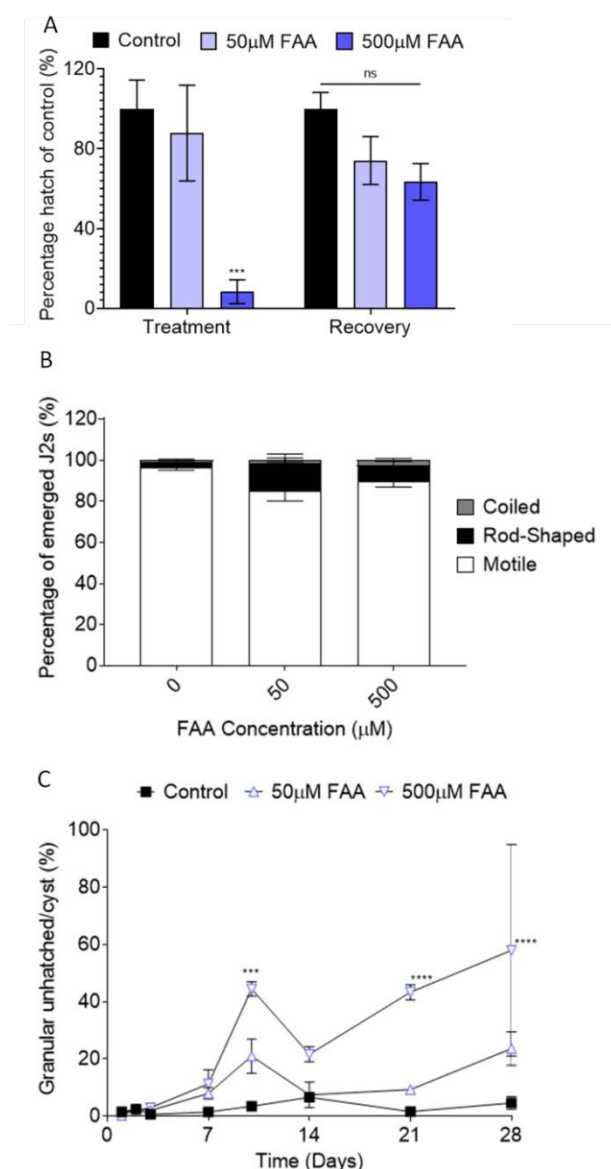 A
Control 50μM FAA 500μM FAA
Percentage hatch of control (%)
120
80
40
0
ns
***
Treatment Recovery
B
Percentage of emerged J2s (%)
120
100
80
60
40
20
0
Coiled
Rod-Shaped
Motile
0 50 500
FAA Concentration (μM)
C
Control 50μM FAA 500μM FAA
Granular unhatched/cyst (%)
100
80
60
40
20
0
***
****
****
0 7 14 21 28
Time (Days)